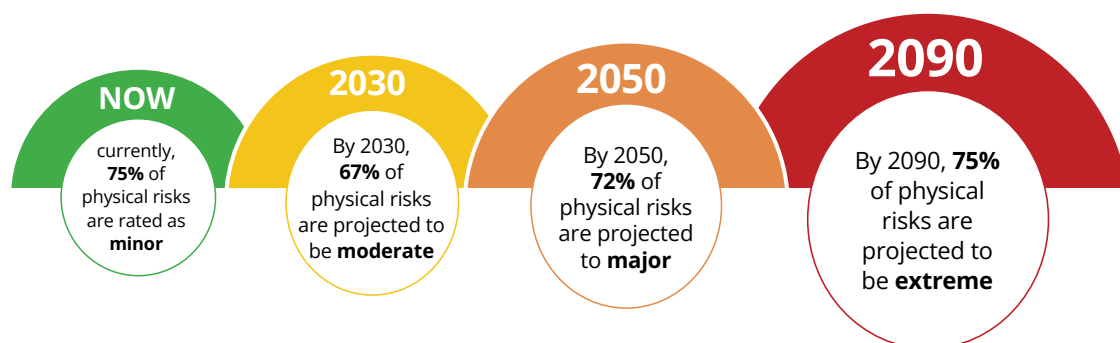 NOW
currently,
75% of
physical risks
are rated as
minor
2030
By 2030,
67% of
physical risks
are projected to
be moderate
2050
By 2050,
72% of
physical risks
are projected
to major
2090
By 2090, 75%
of physical
risks are
projected to
be extreme